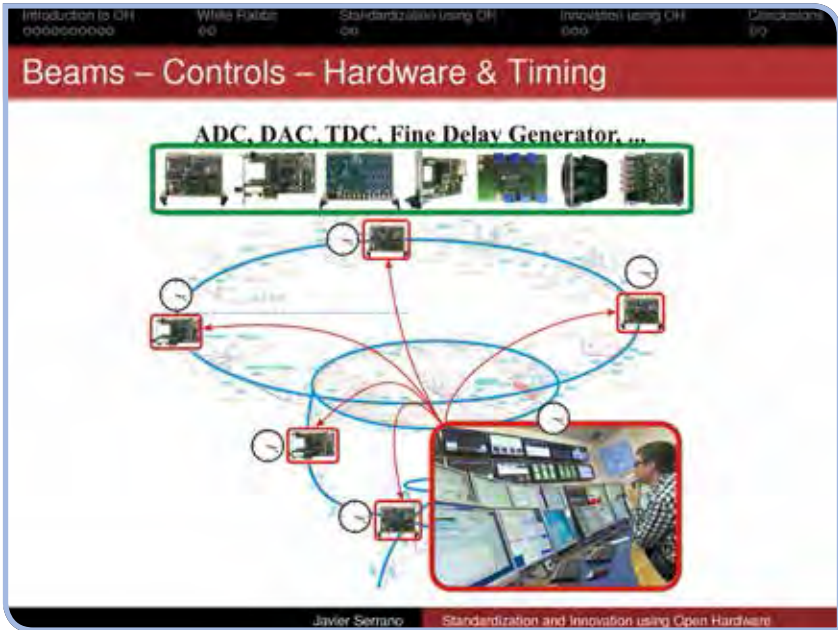 Introduction to OH White Rabbit Standardization using OH Innovation using OH Conclusions
Beams – Controls – Hardware & Timing
ADC, DAC, TDC, Fine Delay Generator, ...
Javier Serrano Standardization and Innovation using Open Hardware